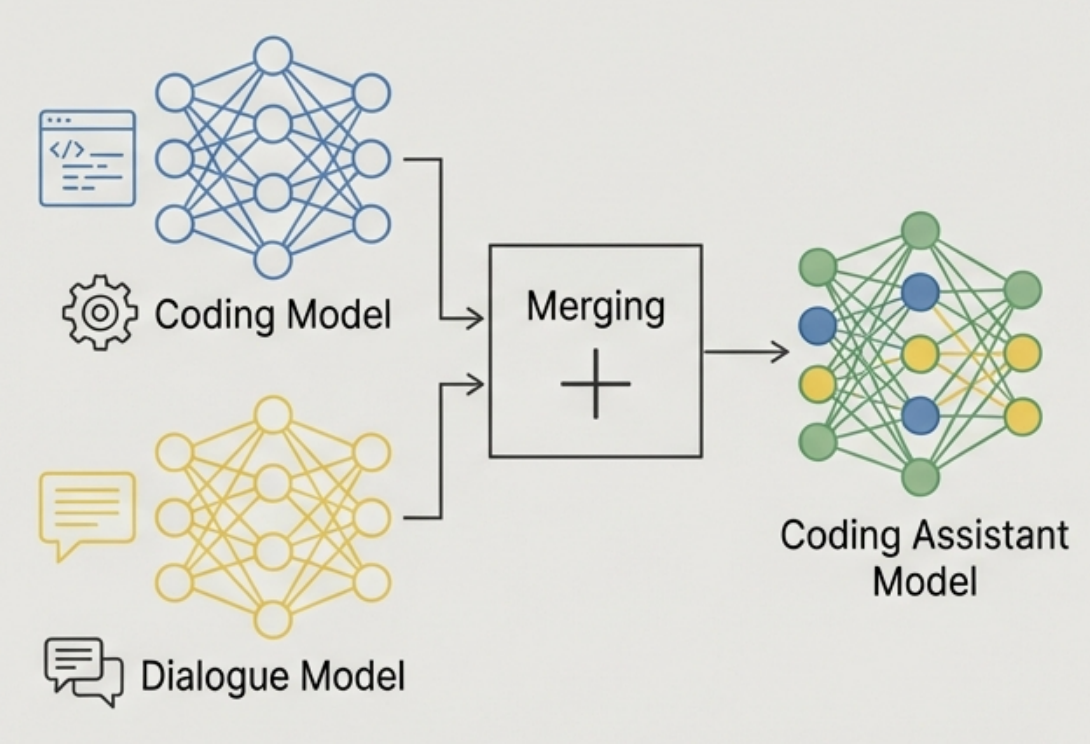 </>
Coding Model
Merging
+
Dialogue Model
Coding Assistant
Model